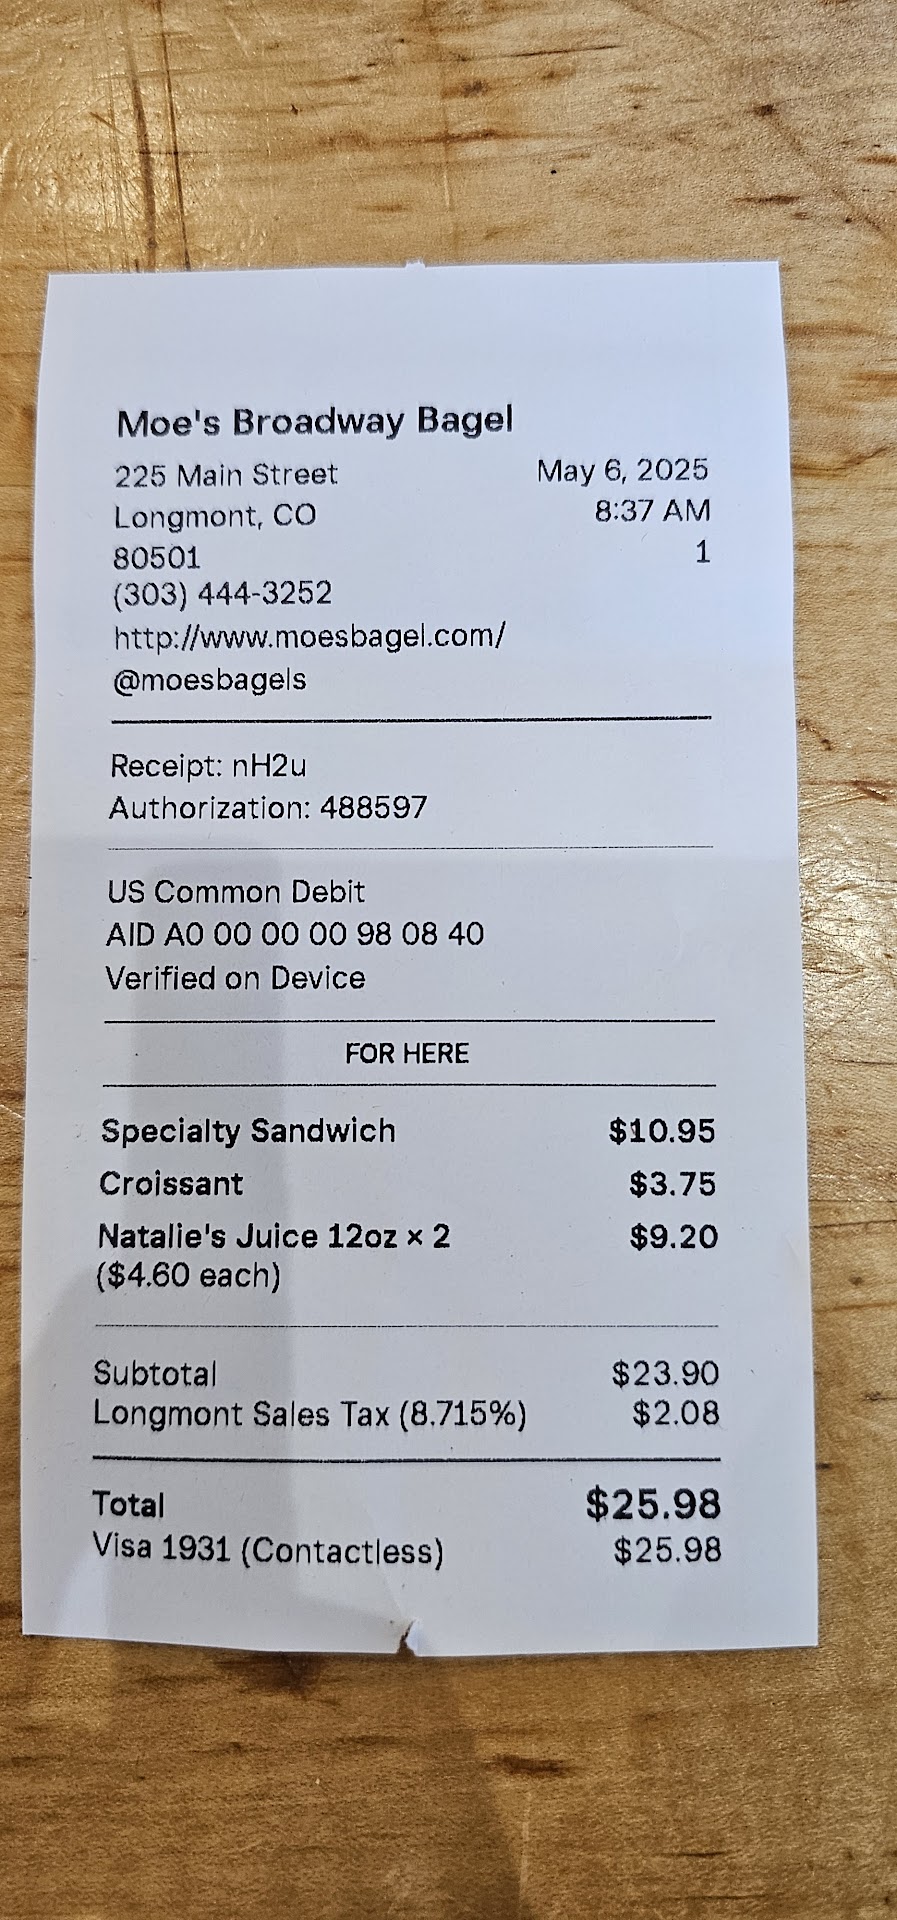 Moe's Broadway Bagel
225 Main Street May 6, 2025
Longmont, CO 8:37 AM
80501 1
(303) 444-3252
http://www.moesbagel.com/
@moesbagels
Receipt: nH2u
Authorization: 488597
US Common Debit
AID A0 00 00 00 98 08 40
Verified on Device
FOR HERE
Specialty Sandwich $10.95
Croissant $3.75
Natalie's Juice 12oz × 2 $9.20
($4.60 each)
Subtotal $23.90
Longmont Sales Tax (8.715%) $2.08
Total $25.98
Visa 1931 (Contactless) $25.98